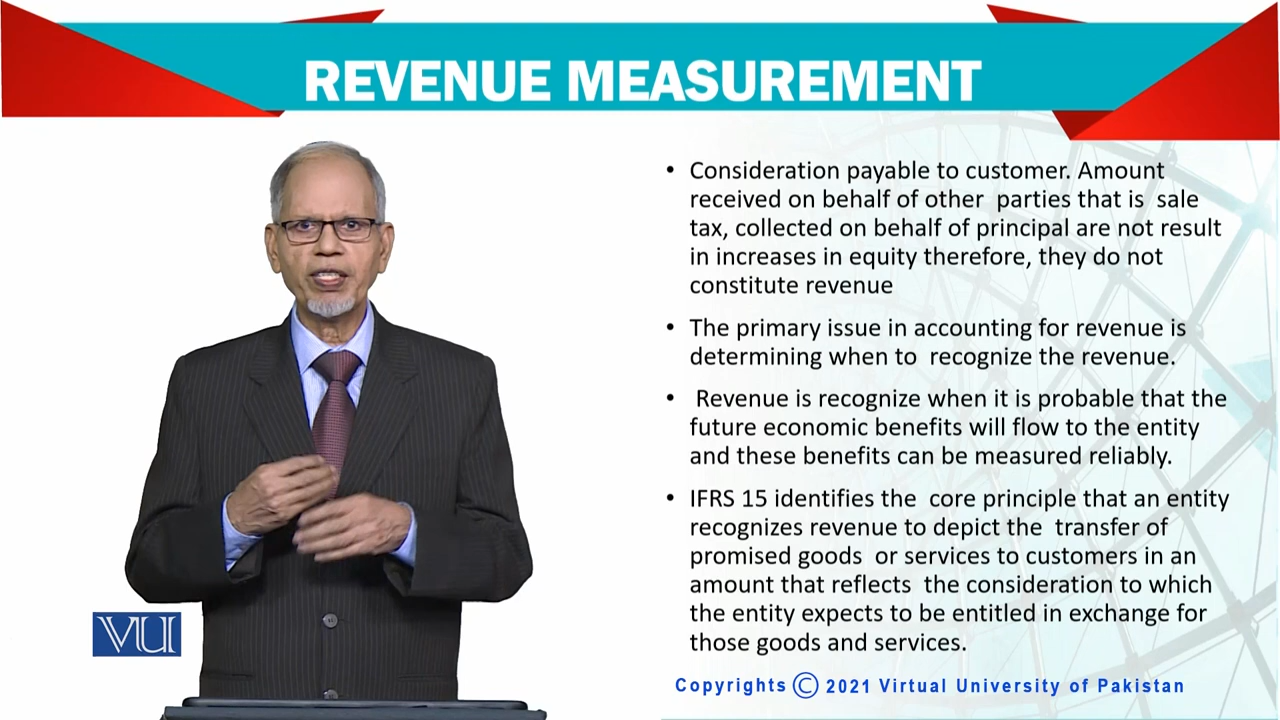 REVENUE MEASUREMENT
• Consideration payable to customer. Amount
received on behalf of other parties that is sale
tax, collected on behalf of principal are not result
in increases in equity therefore, they do not
constitute revenue
• The primary issue in accounting for revenue is
determining when to recognize the revenue.
• Revenue is recognize when it is probable that the
future economic benefits will flow to the entity
and these benefits can be measured reliably.
• IFRS 15 identifies the core principle that an entity
recognizes revenue to depict the transfer of
promised goods or services to customers in an
amount that reflects the consideration to which
the entity expects to be entitled in exchange for
those goods and services.
VU
Copyrights © 2021 Virtual University of Pakistan